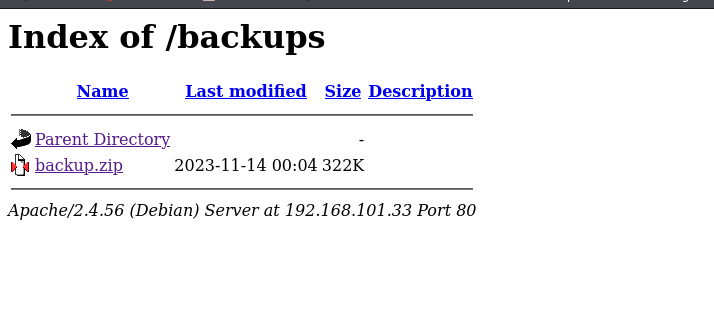 Index of /backups
Name Last modified Size Description
Parent Directory -
backup.zip 2023-11-14 00:04 322K
Apache/2.4.56 (Debian) Server at 192.168.101.33 Port 80